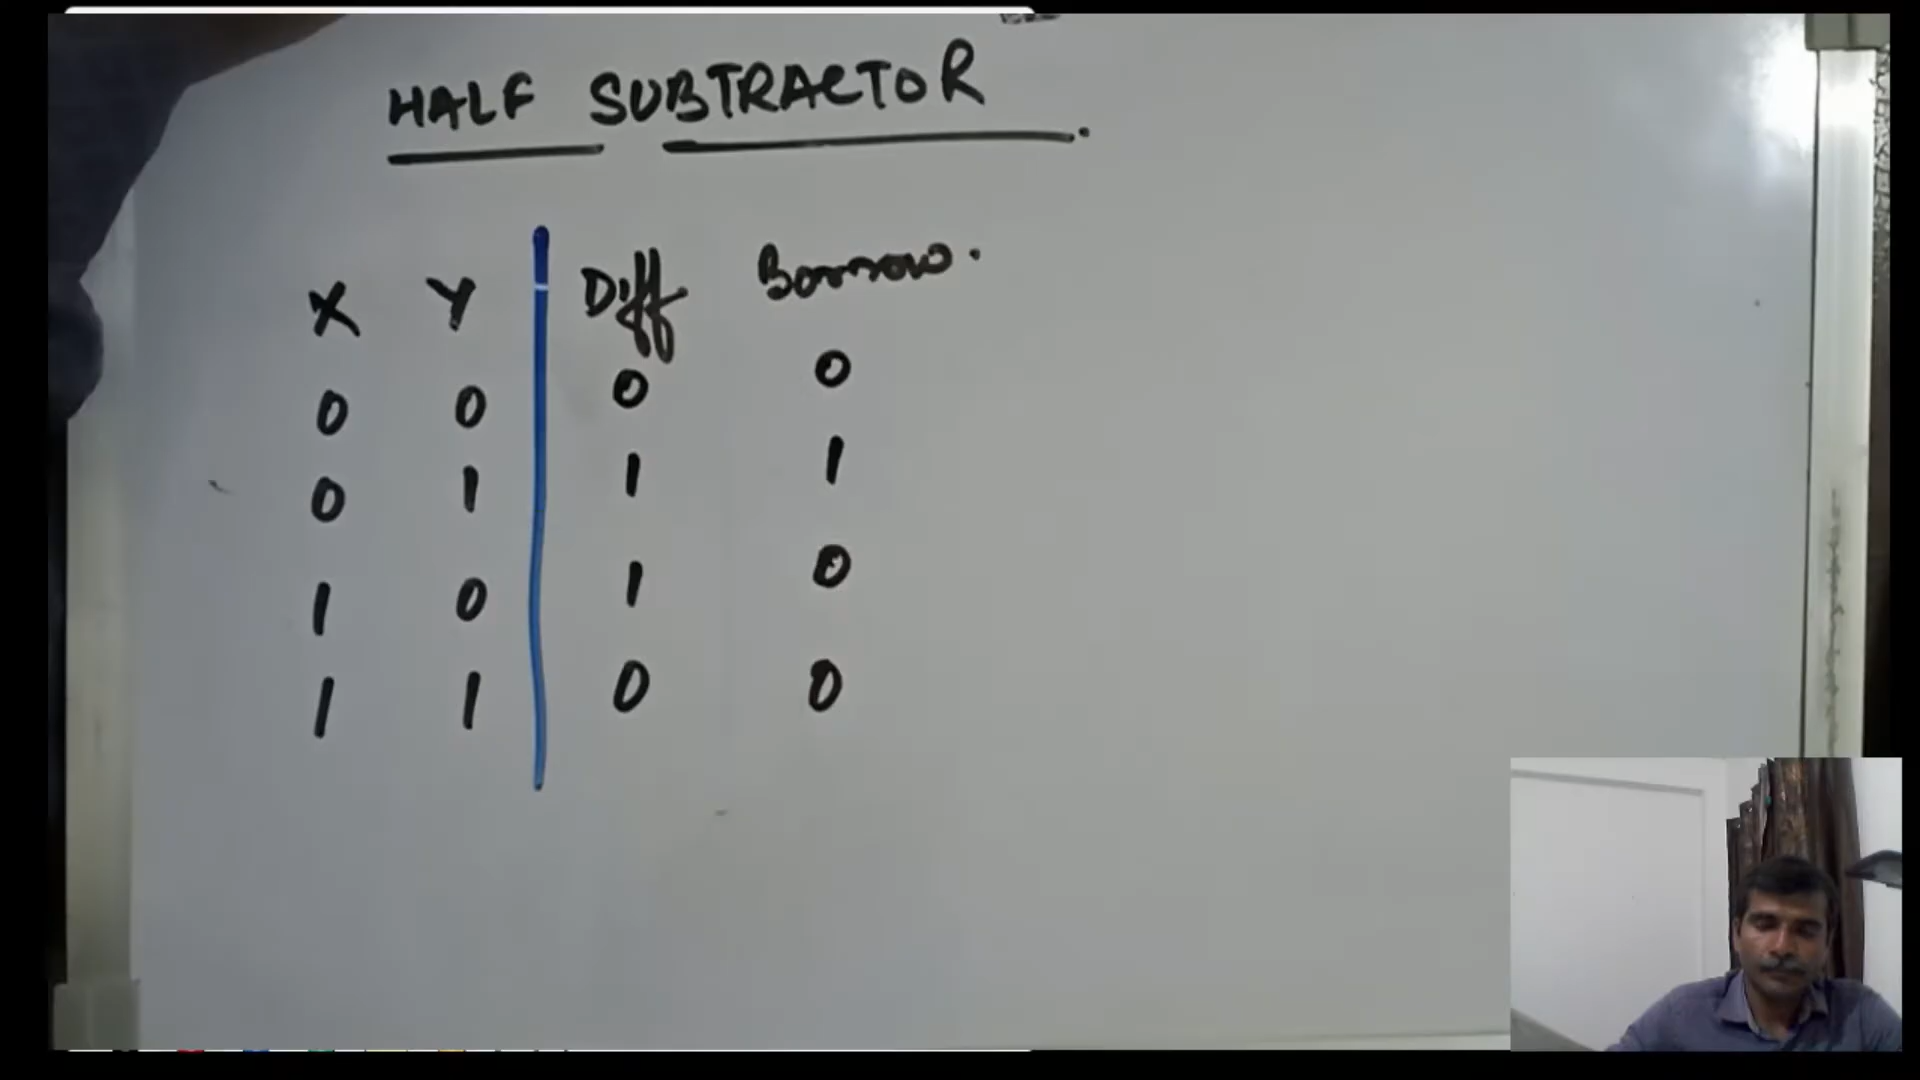 HALF SUBTRACTOR
X Y Diff Borrow.
0 0 0 0
0 1 1 1
1 0 1 0
1 1 0 0